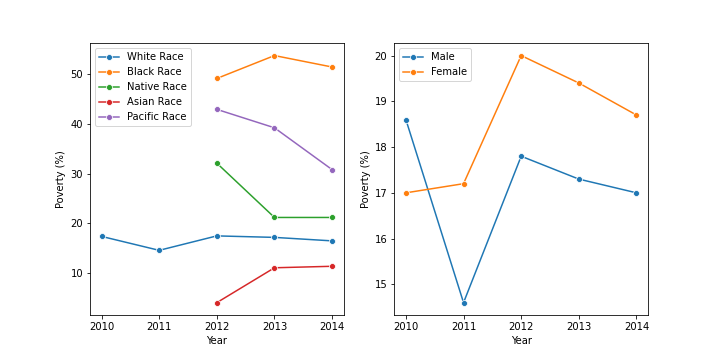 White Race
Black Race
Native Race
Asian Race
Pacific Race
50
40
30
20
10
Poverty (%)
2010 2011 2012 2013 2014
Year
Male
Female
20
19
18
17
16
15
Poverty (%)
2010 2011 2012 2013 2014
Year